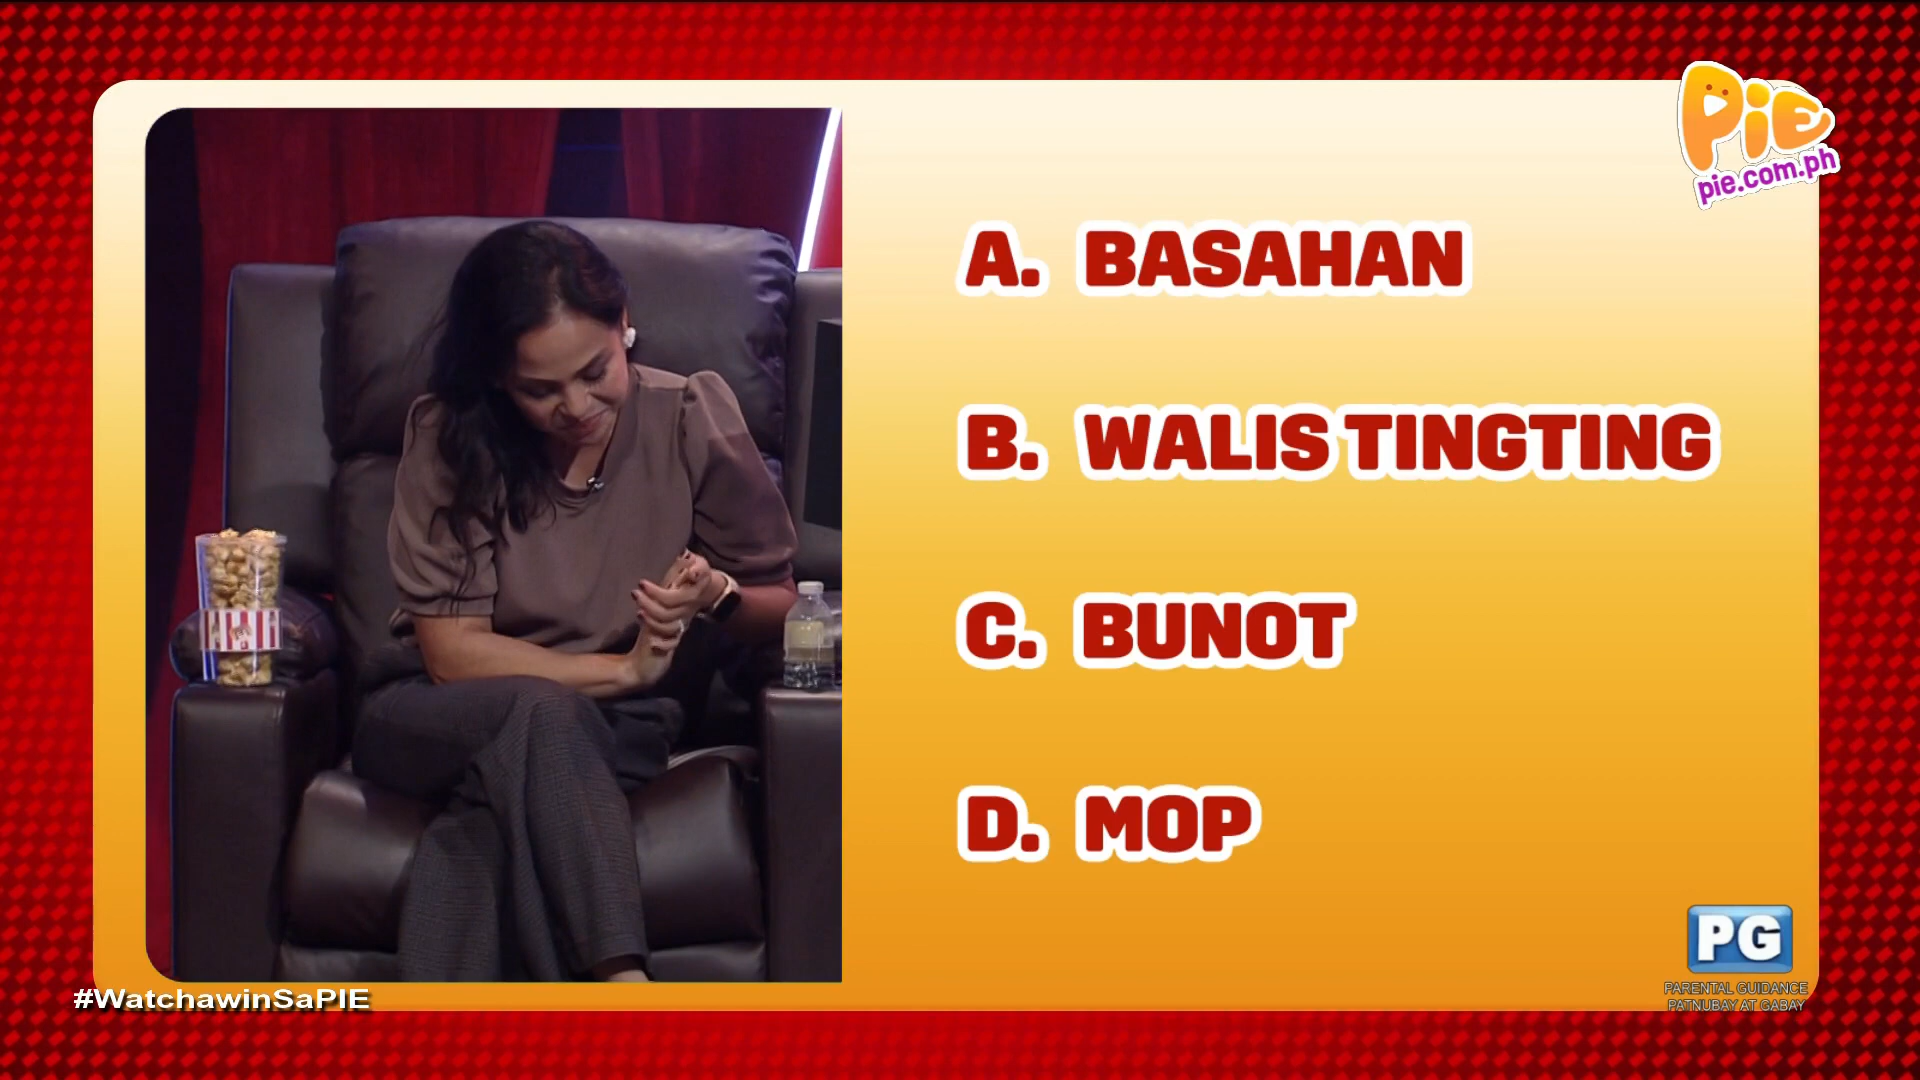 PiE
pie.com.ph
A. BASAHAN
B. WALIS TINGTING
C. BUNOT
D. MOP
PG
PARENTAL GUIDANCE
PATNUBAY AT GABAY
#WatchawinSaPIE